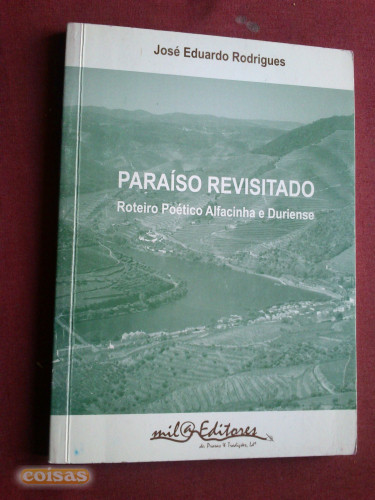 José Eduardo Rodrigues
PARAÍSO REVISITADO
Roteiro Poético Alfacinha e Duriense
mil@Editores
coisas